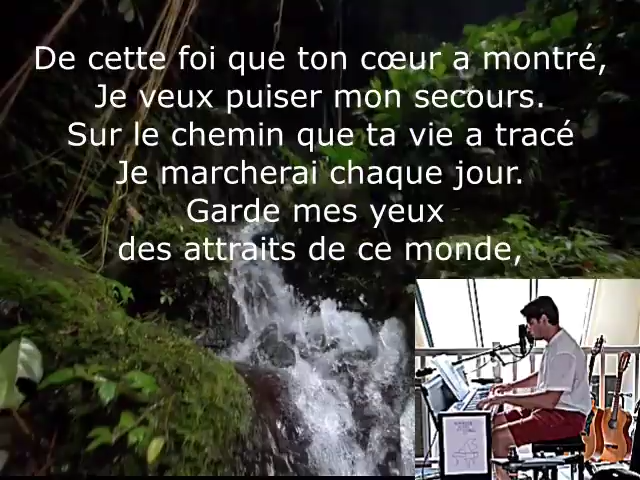 De cette foi que ton cœur a montré,
Je veux puiser mon secours.
Sur le chemin que ta vie a tracé
Je marcherai chaque jour.
Garde mes yeux
des attraits de ce monde,